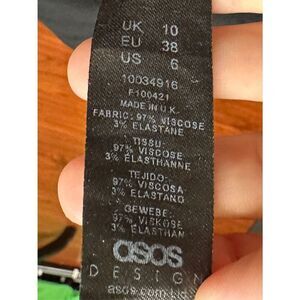 UK 10
EU 38
US 6
10034916
F100421
MADE IN U.K.
FABRIC: 97% VISCOSE
3% ELASTANE
TISSU:
97% VISCOSE
3% ELASTHANNE
TEJIDO:
97% VISCOSA
3% ELASTANO
GEWEBE:
97% VISKOSE
3% ELASTHAN
asos
DESIGN
asos.com Ltd